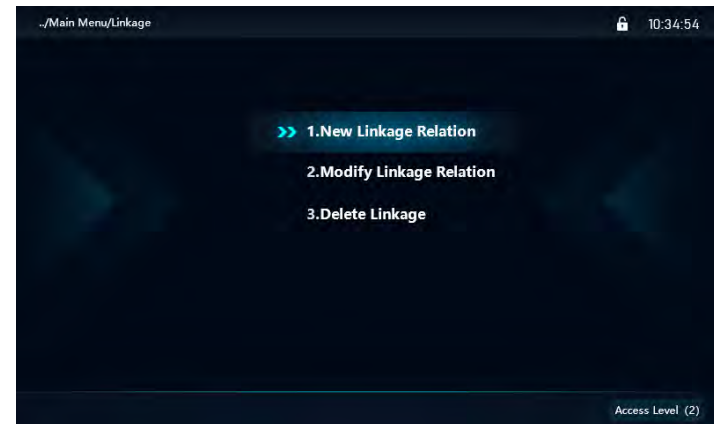 ../Main Menu/Linkage
10:34:54
1.New Linkage Relation
2.Modify Linkage Relation
3.Delete Linkage
Access Level (2)